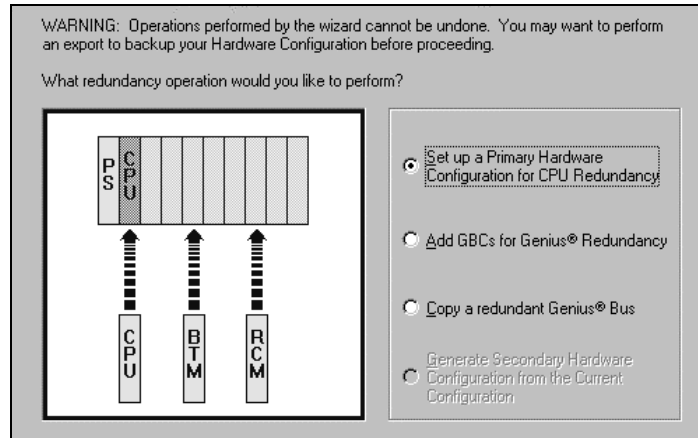 WARNING: Operations performed by the wizard cannot be undone. You may want to perform
an export to backup your Hardware Configuration before proceeding.
What redundancy operation would you like to perform?
PS
CPU
CPU
BTM
RCM
Set up a Primary Hardware
Configuration for CPU Redundancy
Add GBCs for Genius® Redundancy
Copy a redundant Genius® Bus
Generate Secondary Hardware
Configuration from the Current
Configuration